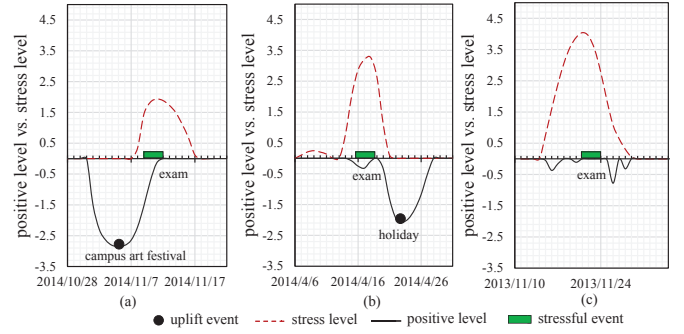 positive level vs. stress level
4.5
3.5
2.5
1.5
0.5
-0.5
-1.5
-2.5
-3.5
exam
campus art festival
2014/10/28 2014/11/7 2014/11/17
(a)
positive level vs. stress level
4.5
3.5
2.5
1.5
0.5
-0.5
-1.5
-2.5
-3.5
exam
holiday
2014/4/6 2014/4/16 2014/4/26
(b)
positive level vs. stress level
4.5
3.5
2.5
1.5
0.5
-0.5
-1.5
-2.5
-3.5
exam
2013/11/10 2013/11/24
(c)
uplift event stress level positive level stressful event